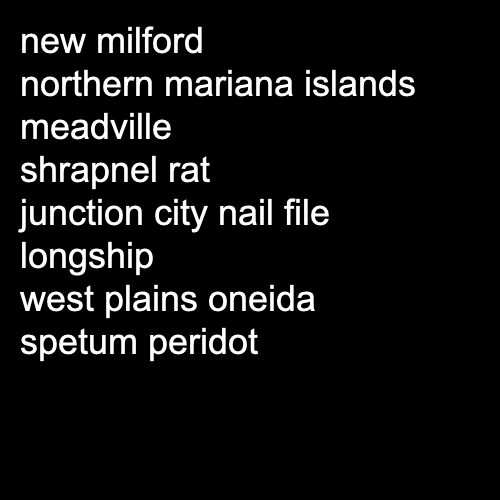 new milford
northern mariana islands
meadville
shrapnel rat
junction city nail file
longship
west plains oneida
spetum peridot